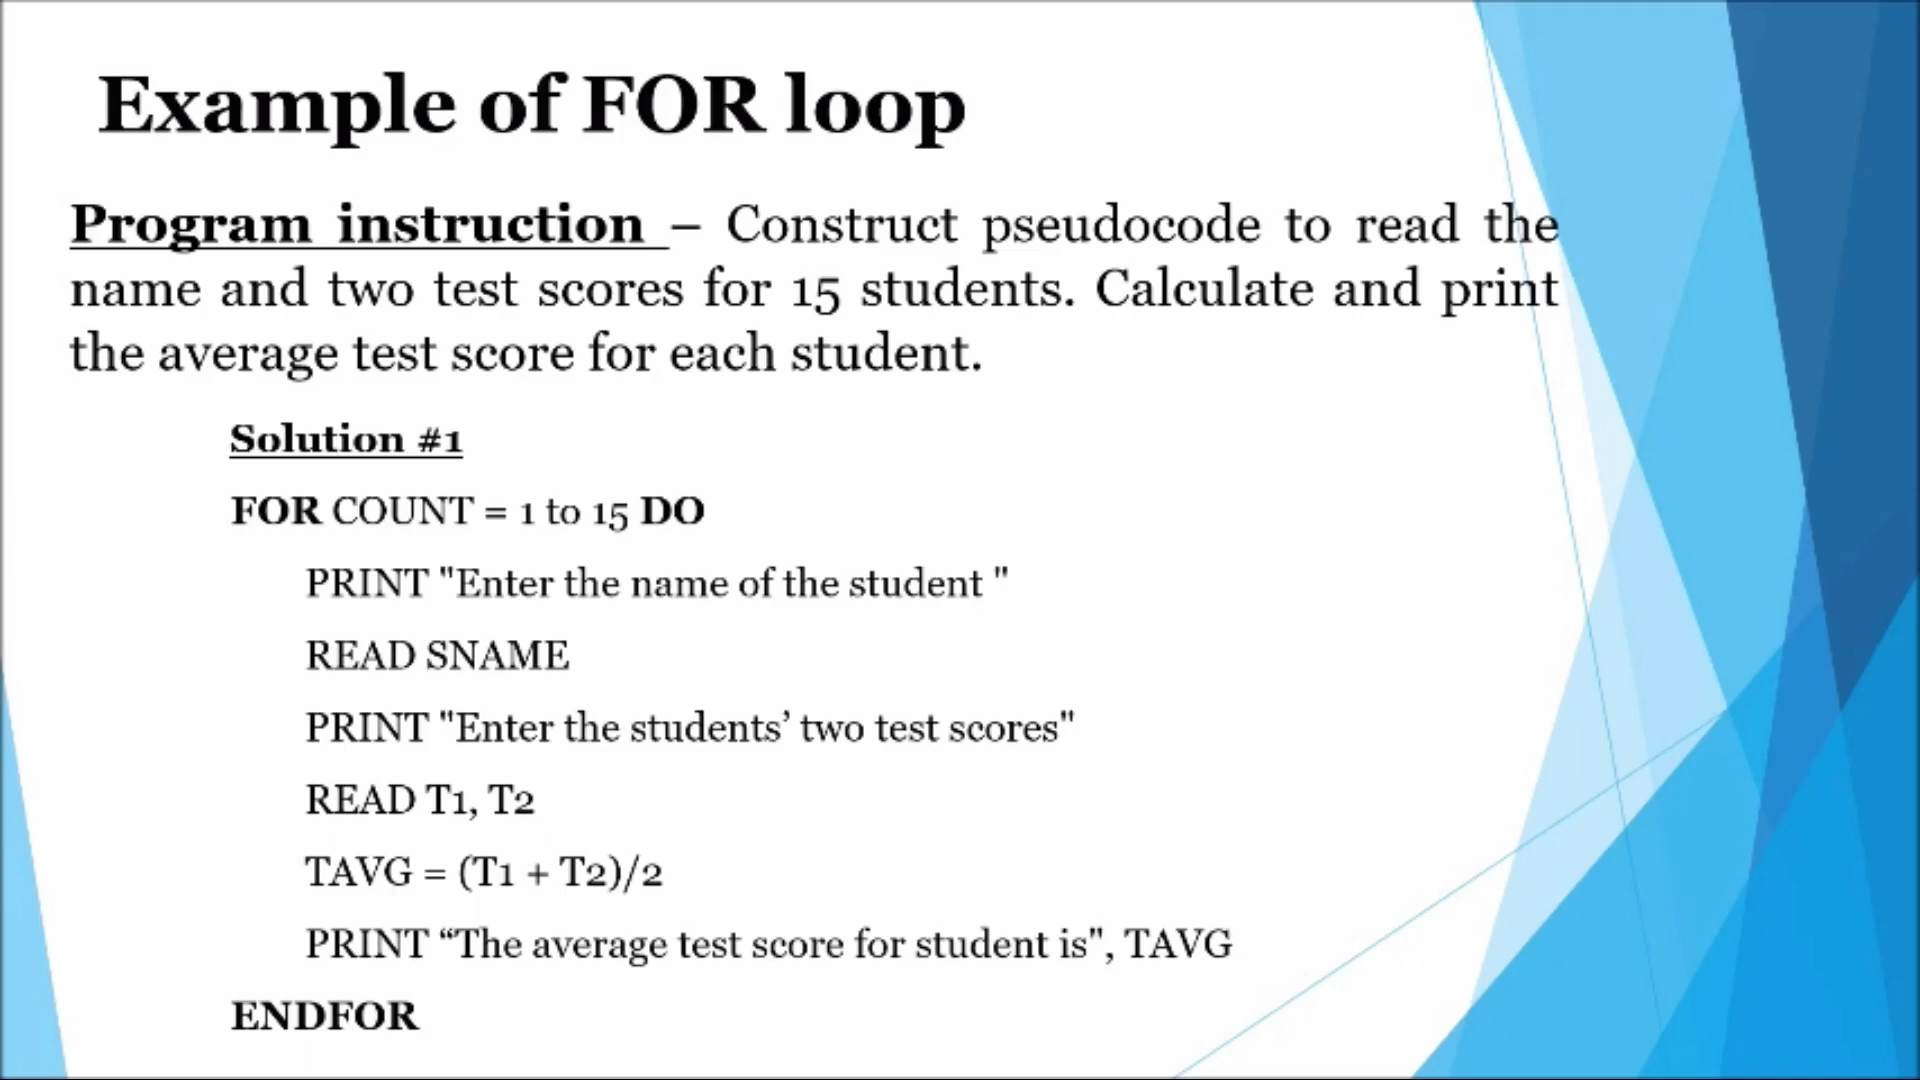 Example of FOR loop
Program instruction – Construct pseudocode to read the
name and two test scores for 15 students. Calculate and print
the average test score for each student.
Solution #1
FOR COUNT = 1 to 15 DO
PRINT "Enter the name of the student "
READ SNAME
PRINT "Enter the students’ two test scores"
READ T1, T2
TAVG = (T1 + T2)/2
PRINT “The average test score for student is", TAVG
ENDFOR